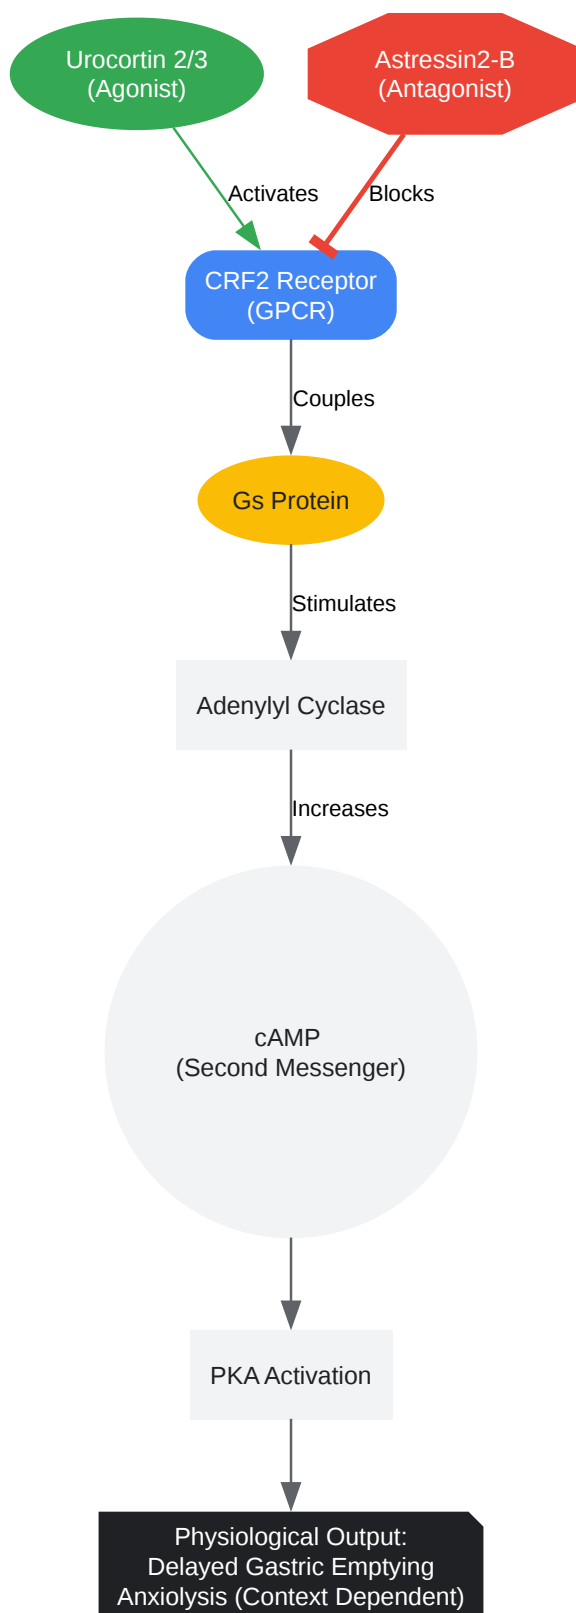 Urocortin 2/3
(Agonist)
Astressin2-B
(Antagonist)
Activates
Blocks
CRF2 Receptor
(GPCR)
Couples
Gs Protein
Stimulates
Adenylyl Cyclase
Increases
cAMP
(Second Messenger)
PKA Activation
Physiological Output:
Delayed Gastric Emptying
Anxiolysis (Context Dependent)